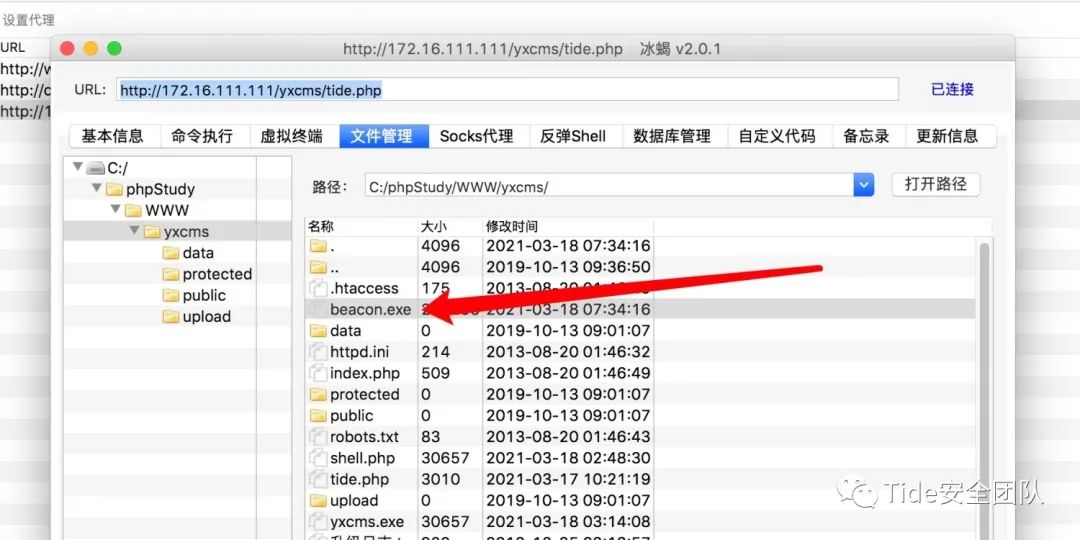 设置代理
URL
http://172.16.111.111/yxcms/tide.php 冰蝎 v2.0.1
http://w
http://c
http://1
URL: http://172.16.111.111/yxcms/tide.php 已连接
基本信息 命令执行 虚拟终端 文件管理 Socks代理 反弹Shell 数据库管理 自定义代码 备忘录 更新信息
C:/
phpStudy
WWW
yxcms
data
protected
public
upload
路径: C:/phpStudy/WWW/yxcms/ 打开路径
名称 大小 修改时间
. 4096 2021-03-18 07:34:16
.. 4096 2019-10-13 09:36:50
.htaccess 175
beacon.exe 2021-03-18 07:34:16
data 0 2019-10-13 09:01:07
httpd.ini 214 2013-08-20 01:46:32
index.php 509 2013-08-20 01:46:49
protected 0 2019-10-13 09:01:07
public 0 2019-10-13 09:01:07
robots.txt 83 2013-08-20 01:46:43
shell.php 30657 2021-03-18 02:48:30
tide.php 3010 2021-03-17 10:21:19
upload 0 2019-10-13 09:01:07
yxcms.exe 30657 2021-03-18 03:14:08
Tide安全团队